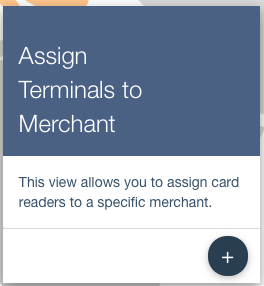 Assign
Terminals to
Merchant
This view allows you to assign card
readers to a specific merchant.
+